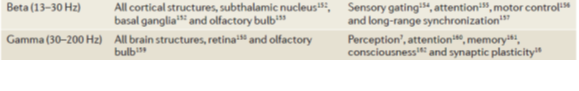 Beta (13–30 Hz) All cortical structures, subthalamic nucleus¹⁵², Sensory gating¹⁵⁴, attention¹⁵⁵, motor control¹⁵⁶
basal ganglia¹⁵² and olfactory bulb¹⁵³ and long-range synchronization¹⁵⁷
Gamma (30–200 Hz) All brain structures, retina¹⁵⁸ and olfactory Perception⁷, attention¹⁶⁰, memory¹⁶¹,
bulb¹⁵⁹ consciousness¹⁶² and synaptic plasticity¹⁸